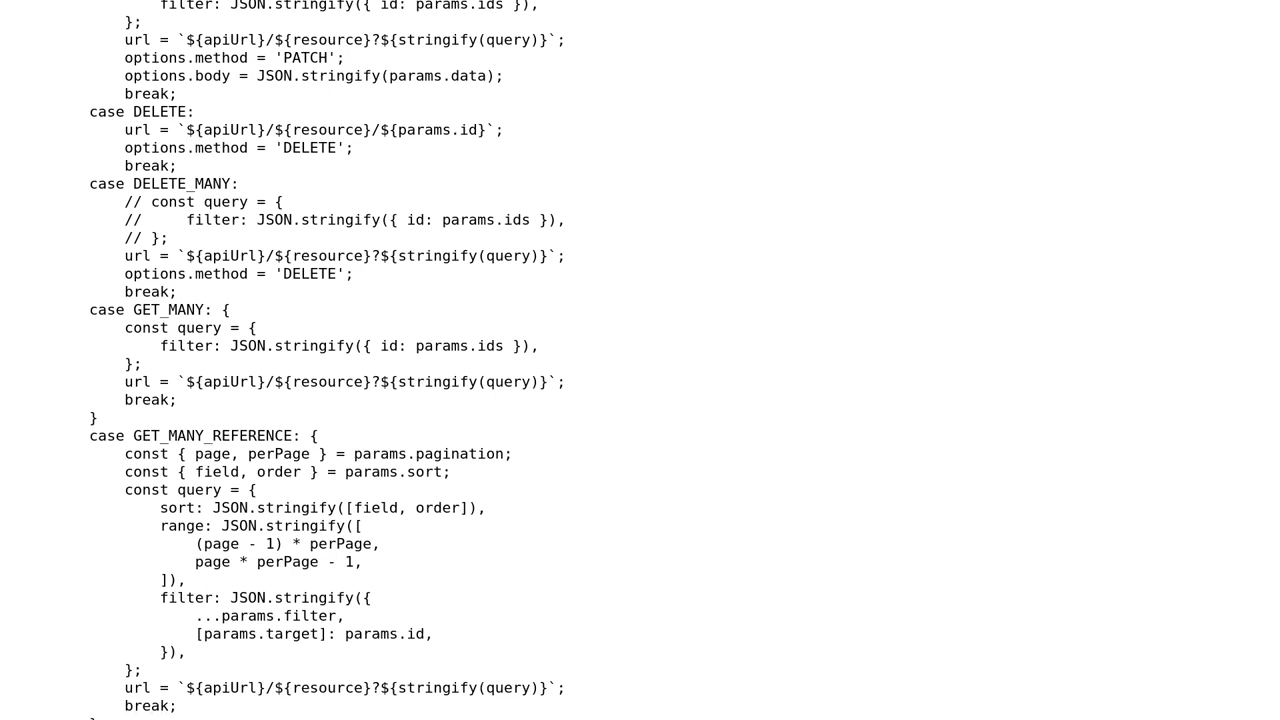 filter: JSON.stringify({ id: params.ids }),
};
url = `${apiUrl}/${resource}?${stringify(query)}`;
options.method = 'PATCH';
options.body = JSON.stringify(params.data);
break;
case DELETE:
url = `${apiUrl}/${resource}/${params.id}`;
options.method = 'DELETE';
break;
case DELETE_MANY:
// const query = {
//     filter: JSON.stringify({ id: params.ids }),
// };
url = `${apiUrl}/${resource}?${stringify(query)}`;
options.method = 'DELETE';
break;
case GET_MANY: {
const query = {
filter: JSON.stringify({ id: params.ids }),
};
url = `${apiUrl}/${resource}?${stringify(query)}`;
break;
}
case GET_MANY_REFERENCE: {
const { page, perPage } = params.pagination;
const { field, order } = params.sort;
const query = {
sort: JSON.stringify([field, order]),
range: JSON.stringify([
(page - 1) * perPage,
page * perPage - 1,
]),
filter: JSON.stringify({
...params.filter,
[params.target]: params.id,
}),
};
url = `${apiUrl}/${resource}?${stringify(query)}`;
break;
}